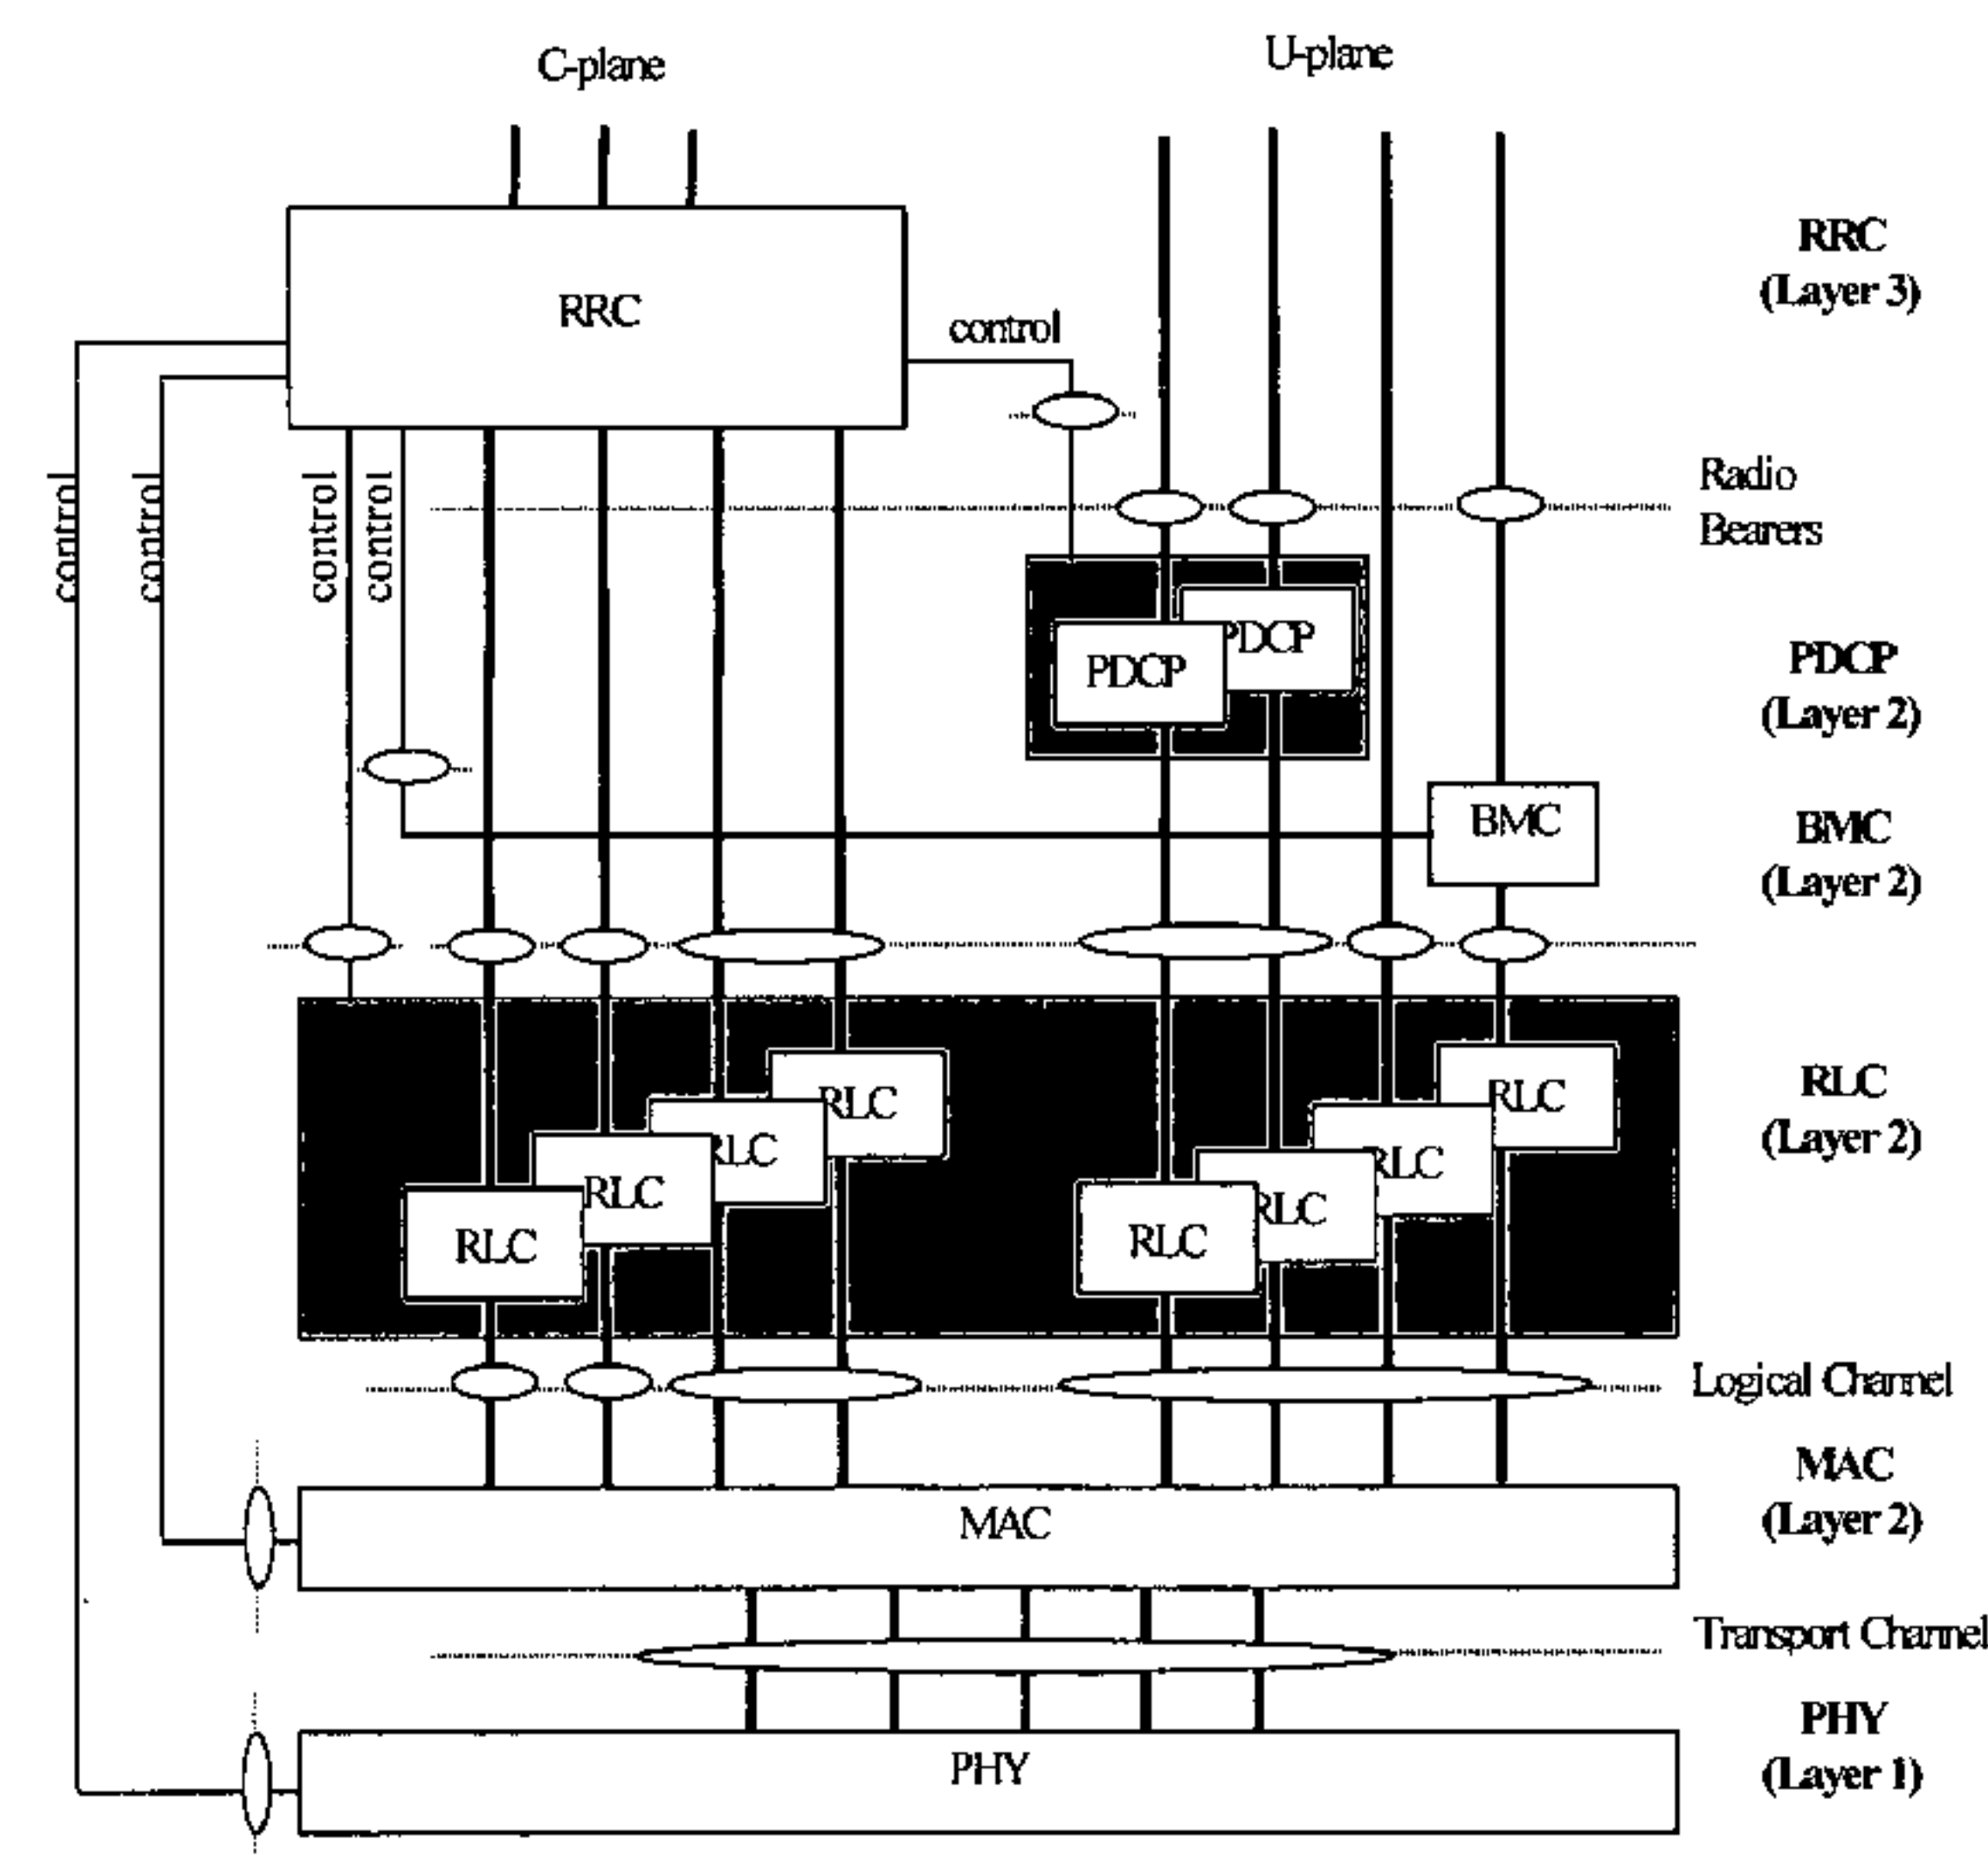 C-plane
U-plane
RRC
(Layer 3)
RRC
control
control
control
control
control
Radio
Bearers
PDCP
PDCP
PDCP
(Layer 2)
BMC
BMC
(Layer 2)
RLC
RLC
RLC
RLC
RLC
RLC
RLC
RLC
RLC
(Layer 2)
Logical Channel
MAC
MAC
(Layer 2)
Transport Channel
PHY
PHY
(Layer 1)